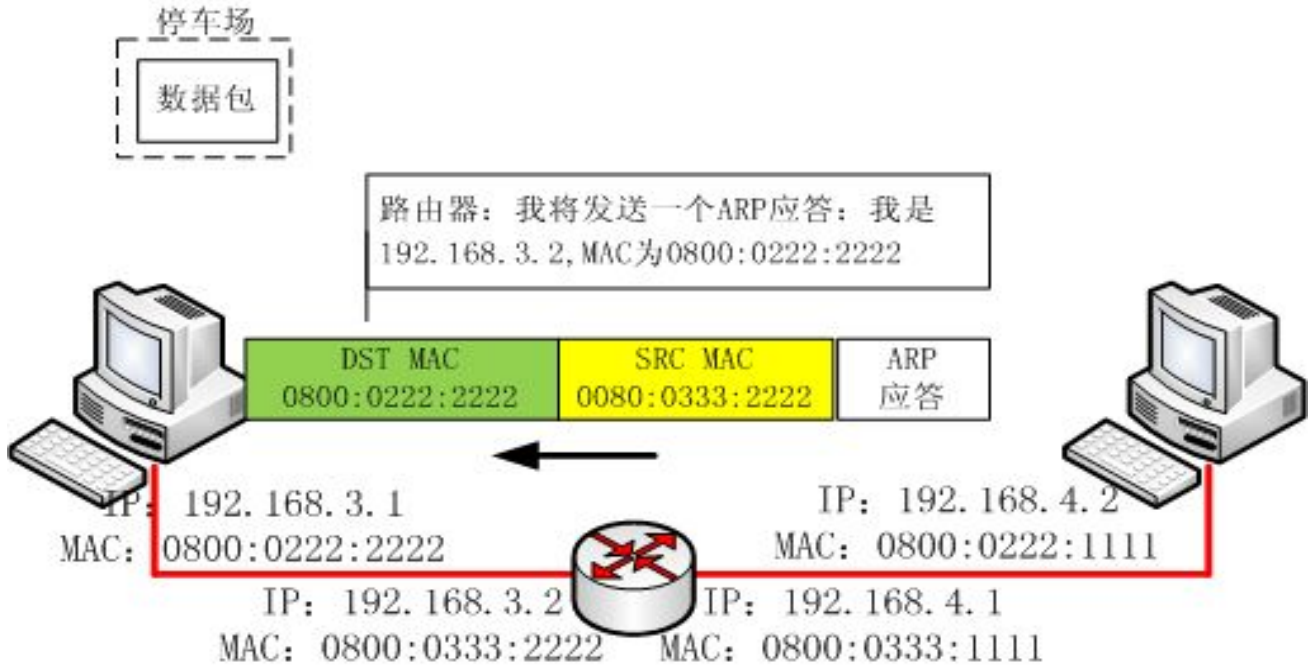 停车场
数据包
路由器：我将发送一个ARP应答：我是
192.168.3.2,MAC为0800:0222:2222
DST MAC
0800:0222:2222
SRC MAC
0080:0333:2222
ARP
应答
IP：192.168.3.1
MAC：0800:0222:2222
IP：192.168.4.2
MAC：0800:0222:1111
IP：192.168.3.2
MAC：0800:0333:2222
IP：192.168.4.1
MAC：0800:0333:1111